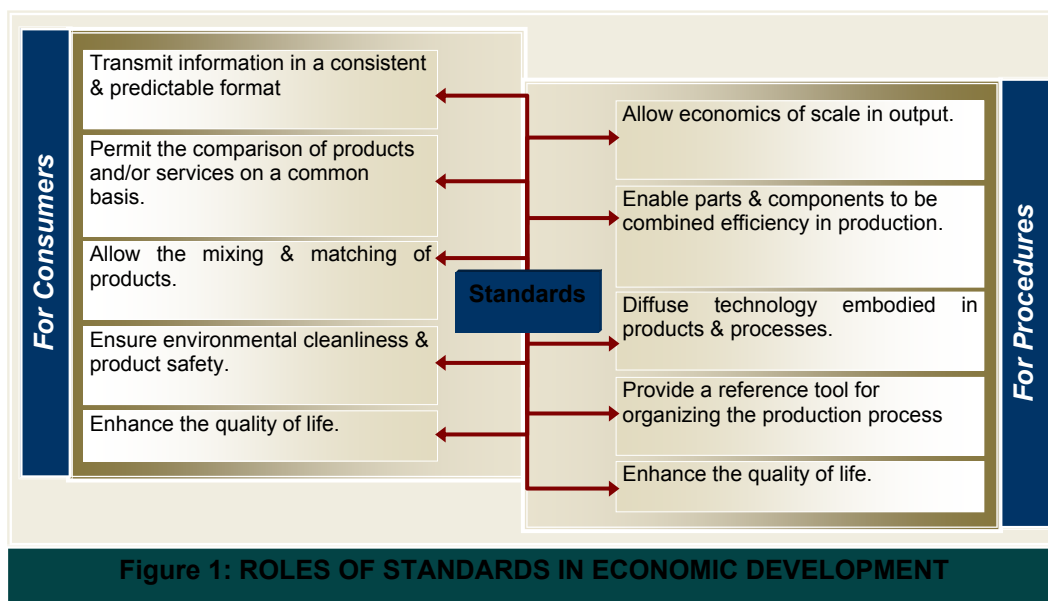 For Consumers
Transmit information in a consistent
& predictable format
Permit the comparison of products
and/or services on a common
basis.
Allow the mixing & matching of
products.
Ensure environmental cleanliness &
product safety.
Enhance the quality of life.
Standards
Allow economics of scale in output.
Enable parts & components to be
combined efficiency in production.
Diffuse technology embodied in
products & processes.
Provide a reference tool for
organizing the production process
Enhance the quality of life.
For Procedures
Figure 1: ROLES OF STANDARDS IN ECONOMIC DEVELOPMENT